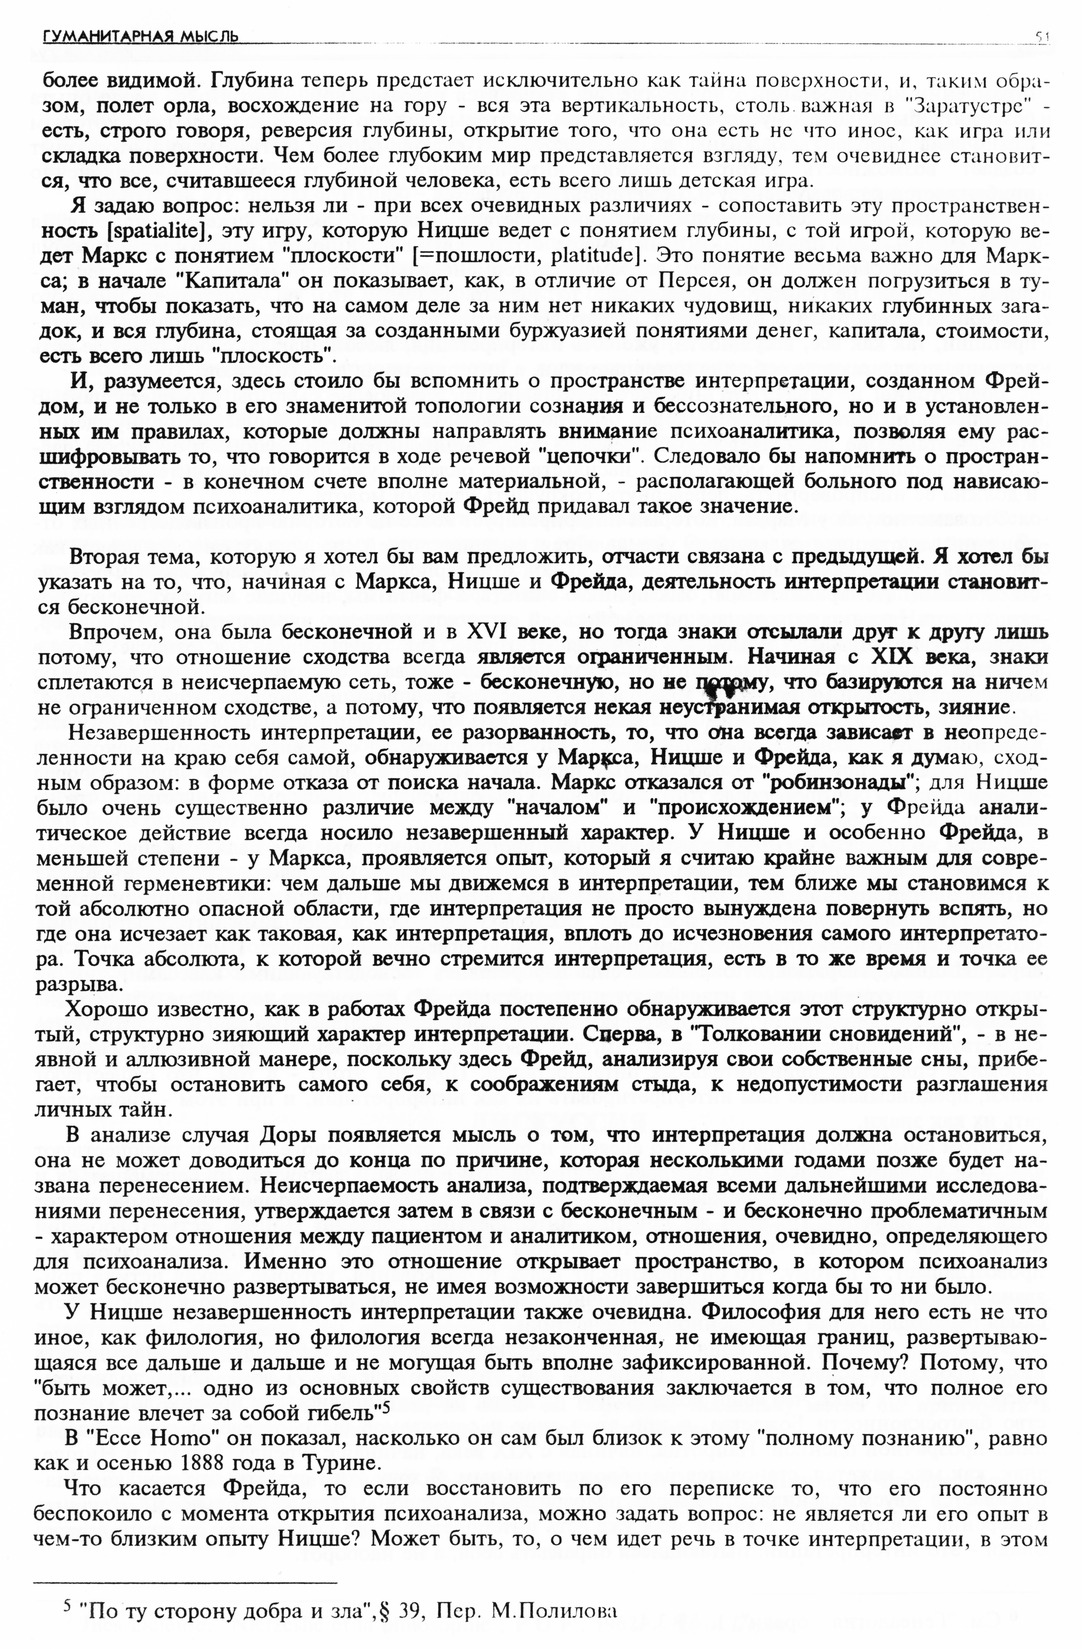 ГУМАНИТАРНАЯ МЫСЛЬ 51
более видимой. Глубина теперь предстает исключительно как тайна поверхности, и, таким обра-
зом, полет орла, восхождение на гору - вся эта вертикальность, столь важная в "Заратустре" -
есть, строго говоря, реверсия глубины, открытие того, что она есть не что иное, как игра или
складка поверхности. Чем более глубоким мир представляется взгляду, тем очевиднее становит-
ся, что все, считавшееся глубиной человека, есть всего лишь детская игра.
Я задаю вопрос: нельзя ли - при всех очевидных различиях - сопоставить эту пространствен-
ность [spatialite], эту игру, которую Ницше ведет с понятием глубины, с той игрой, которую ве-
дет Маркс с понятием "плоскости" [=пошлости, platitude]. Это понятие весьма важно для Марк-
са; в начале "Капитала" он показывает, как, в отличие от Персея, он должен погрузиться в ту-
ман, чтобы показать, что на самом деле за ним нет никаких чудовищ, никаких глубинных зага-
док, и вся глубина, стоящая за созданными буржуазией понятиями денег, капитала, стоимости,
есть всего лишь "плоскость".
И, разумеется, здесь стоило бы вспомнить о пространстве интерпретации, созданном Фрей-
дом, и не только в его знаменитой топологии сознания и бессознательного, но и в установлен-
ных им правилах, которые должны направлять внимание психоаналитика, позволяя ему рас-
шифровывать то, что говорится в ходе речевой "цепочки". Следовало бы напомнить о простран-
ственности - в конечном счете вполне материальной, - располагающей больного под нависаю-
щим взглядом психоаналитика, которой Фрейд придавал такое значение.
Вторая тема, которую я хотел бы вам предложить, отчасти связана с предыдущей. Я хотел бы
указать на то, что, начиная с Маркса, Ницше и Фрейда, деятельность интерпретации становит-
ся бесконечной.
Впрочем, она была бесконечной и в XVI веке, но тогда знаки отсылали друг к другу лишь
потому, что отношение сходства всегда является ограниченным. Начиная с XIX века, знаки
сплетаются в неисчерпаемую сеть, тоже - бесконечную, но не потому, что базируются на ничем
не ограниченном сходстве, а потому, что появляется некая неустранимая открытость, зияние.
Незавершенность интерпретации, ее разорванность, то, что она всегда зависает в неопреде-
ленности на краю себя самой, обнаруживается у Маркса, Ницше и Фрейда, как я думаю, сход-
ным образом: в форме отказа от поиска начала. Маркс отказался от "робинзонады"; для Ницше
было очень существенно различие между "началом" и "происхождением"; у Фрейда анали-
тическое действие всегда носило незавершенный характер. У Ницше и особенно Фрейда, в
меньшей степени - у Маркса, проявляется опыт, который я считаю крайне важным для совре-
менной герменевтики: чем дальше мы движемся в интерпретации, тем ближе мы становимся к
той абсолютно опасной области, где интерпретация не просто вынуждена повернуть вспять, но
где она исчезает как таковая, как интерпретация, вплоть до исчезновения самого интерпретато-
ра. Точка абсолюта, к которой вечно стремится интерпретация, есть в то же время и точка ее
разрыва.
Хорошо известно, как в работах Фрейда постепенно обнаруживается этот структурно откры-
тый, структурно зияющий характер интерпретации. Сперва, в "Толковании сновидений", - в не-
явной и аллюзивной манере, поскольку здесь Фрейд, анализируя свои собственные сны, прибе-
гает, чтобы остановить самого себя, к соображениям стыда, к недопустимости разглашения
личных тайн.
В анализе случая Доры появляется мысль о том, что интерпретация должна остановиться,
она не может доводиться до конца по причине, которая несколькими годами позже будет на-
звана перенесением. Неисчерпаемость анализа, подтверждаемая всеми дальнейшими исследова-
ниями перенесения, утверждается затем в связи с бесконечным - и бесконечно проблематичным
- характером отношения между пациентом и аналитиком, отношения, очевидно, определяющего
для психоанализа. Именно это отношение открывает пространство, в котором психоанализ
может бесконечно развертываться, не имея возможности завершиться когда бы то ни было.
У Ницше незавершенность интерпретации также очевидна. Философия для него есть не что
иное, как филология, но филология всегда незаконченная, не имеющая границ, развертываю-
щаяся все дальше и дальше и не могущая быть вполне зафиксированной. Почему? Потому, что
"быть может,... одно из основных свойств существования заключается в том, что полное его
познание влечет за собой гибель"5
В "Ecce Homo" он показал, насколько он сам был близок к этому "полному познанию", равно
как и осенью 1888 года в Турине.
Что касается Фрейда, то если восстановить по его переписке то, что его постоянно
беспокоило с момента открытия психоанализа, можно задать вопрос: не является ли его опыт в
чем-то близким опыту Ницше? Может быть, то, о чем идет речь в точке интерпретации, в этом
5 "По ту сторону добра и зла",§ 39, Пер. М.Полилова